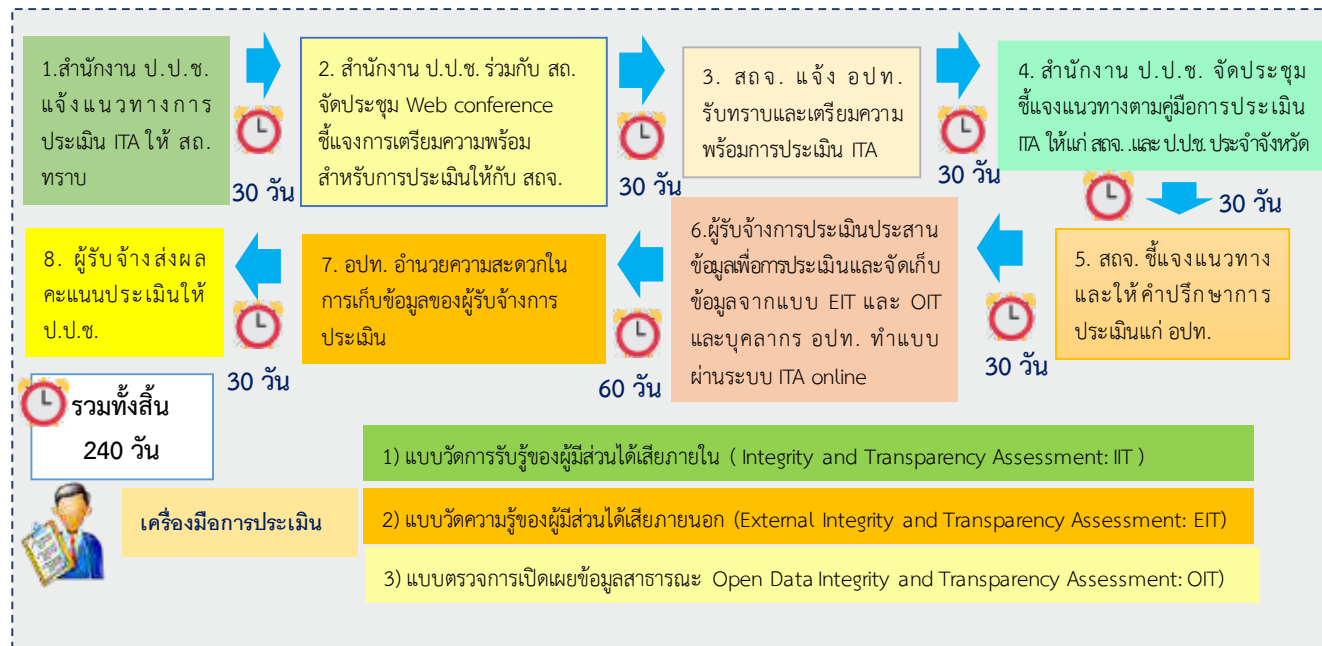 1.สำนักงาน ป.ป.ช.
แจ้งแนวทางการ
ประเมิน ITA ให้ สถ.
ทราบ
30 วัน
2. สำนักงาน ป.ป.ช. ร่วมกับ สถ.
จัดประชุม Web conference
ชี้แจงการเตรียมความพร้อม
สำหรับการประเมินให้กับ สถจ.
30 วัน
3. สถจ. แจ้ง อปท.
รับทราบและเตรียมความ
พร้อมการประเมิน ITA
30 วัน
4. สำนักงาน ป.ป.ช. จัดประชุม
ชี้แจงแนวทางตามคู่มือการประเมิน
ITA ให้แก่ สถจ. .และ ป.ป.ช. ประจำจังหวัด
30 วัน
5. สถจ. ชี้แจงแนวทาง
และให้คำปรึกษาการ
ประเมินแก่ อปท.
30 วัน
6.ผู้รับจ้างการประเมินประสาน
ข้อมูลเพื่อการประเมินและจัดเก็บ
ข้อมูลจากแบบ EIT และ OIT
และบุคลากร อปท. ทำแบบ
ผ่านระบบ ITA online
60 วัน
7. อปท. อำนวยความสะดวกใน
การเก็บข้อมูลของผู้รับจ้างการ
ประเมิน
30 วัน
8. ผู้รับจ้างส่งผล
คะแนนประเมินให้
ป.ป.ช.
รวมทั้งสิ้น
240 วัน
เครื่องมือการประเมิน
1) แบบวัดการรับรู้ของผู้มีส่วนได้เสียภายใน ( Integrity and Transparency Assessment: IIT )
2) แบบวัดความรู้ของผู้มีส่วนได้เสียภายนอก (External Integrity and Transparency Assessment: EIT)
3) แบบตรวจการเปิดเผยข้อมูลสาธารณะ Open Data Integrity and Transparency Assessment: OIT)